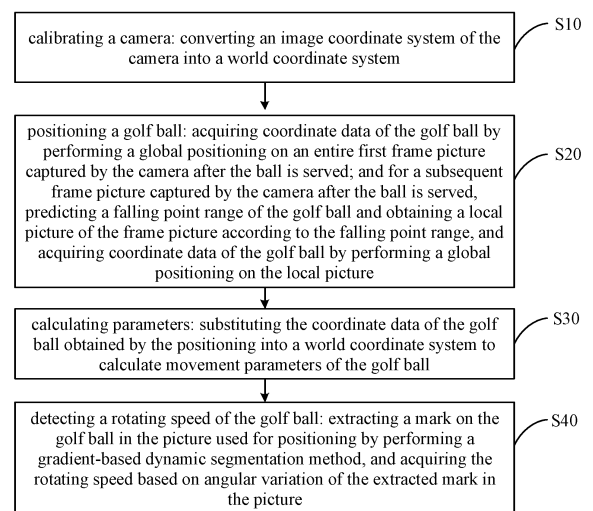 calibrating a camera: converting an image coordinate system of the
camera into a world coordinate system
S10
positioning a golf ball: acquiring coordinate data of the golf ball by
performing a global positioning on an entire first frame picture
captured by the camera after the ball is served; and for a subsequent
frame picture captured by the camera after the ball is served,
predicting a falling point range of the golf ball and obtaining a local
picture of the frame picture according to the falling point range, and
acquiring coordinate data of the golf ball by performing a global
positioning on the local picture
S20
calculating parameters: substituting the coordinate data of the golf
ball obtained by the positioning into a world coordinate system to
calculate movement parameters of the golf ball
S30
detecting a rotating speed of the golf ball: extracting a mark on the
golf ball in the picture used for positioning by performing a
gradient-based dynamic segmentation method, and acquiring the
rotating speed based on angular variation of the extracted mark in
the picture
S40